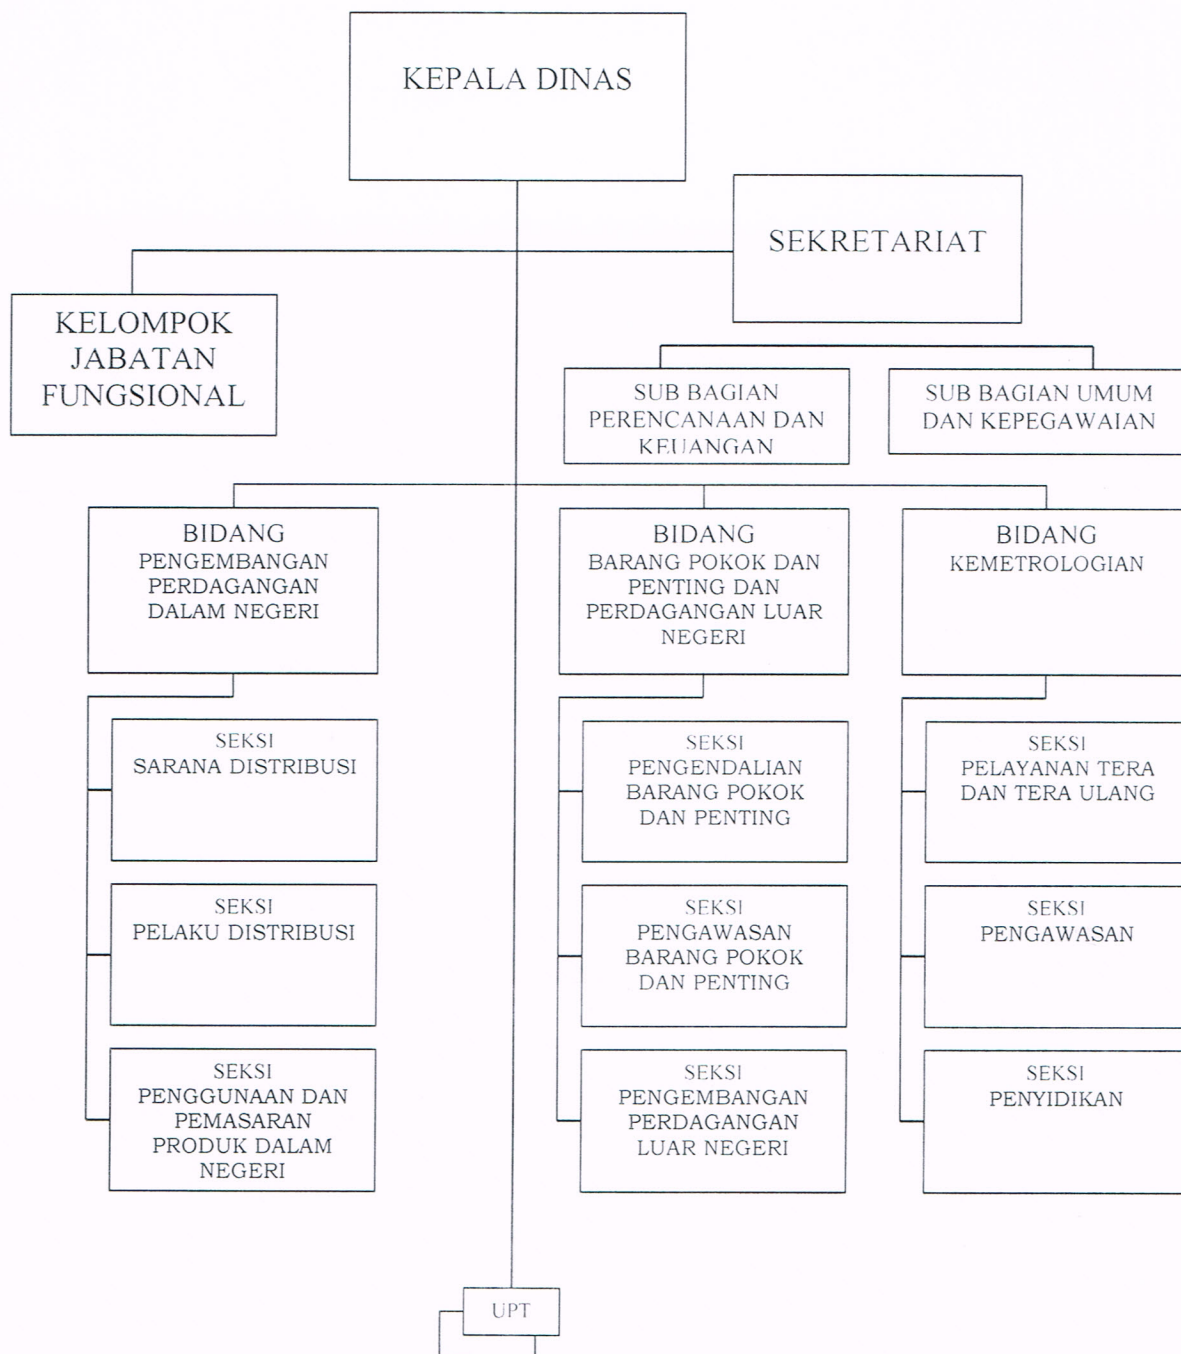 KEPALA DINAS
SEKRETARIAT
KELOMPOK
JABATAN
FUNGSIONAL
SUB BAGIAN
PERENCANAAN DAN
KEUANGAN
SUB BAGIAN UMUM
DAN KEPEGAWAIAN
BIDANG
PENGEMBANGAN
PERDAGANGAN
DALAM NEGERI
BIDANG
BARANG POKOK DAN
PENTING DAN
PERDAGANGAN LUAR
NEGERI
BIDANG
KEMETROLOGIAN
SEKSI
SARANA DISTRIBUSI
SEKSI
PELAKU DISTRIBUSI
SEKSI
PENGGUNAAN DAN
PEMASARAN
PRODUK DALAM
NEGERI
SEKSI
PENGENDALIAN
BARANG POKOK
DAN PENTING
SEKSI
PENGAWASAN
BARANG POKOK
DAN PENTING
SEKSI
PENGEMBANGAN
PERDAGANGAN
LUAR NEGERI
SEKSI
PELAYANAN TERA
DAN TERA ULANG
SEKSI
PENGAWASAN
SEKSI
PENYIDIKAN
UPT